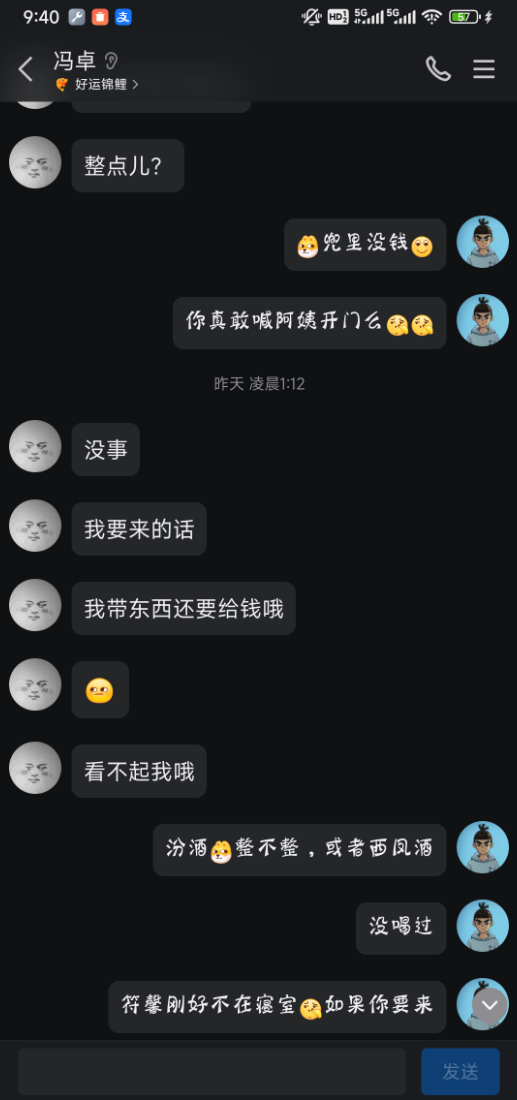 9:40
HD 5G 5G 57
冯卓
好运锦鲤
整点儿?
兜里没钱
你真敢喊阿姨开门么
昨天 凌晨1:12
没事
我要来的话
我带东西还要给钱哦
看不起我哦
汾酒整不整，或者西凤酒
没喝过
符馨刚好不在寝室如果你要来
发送